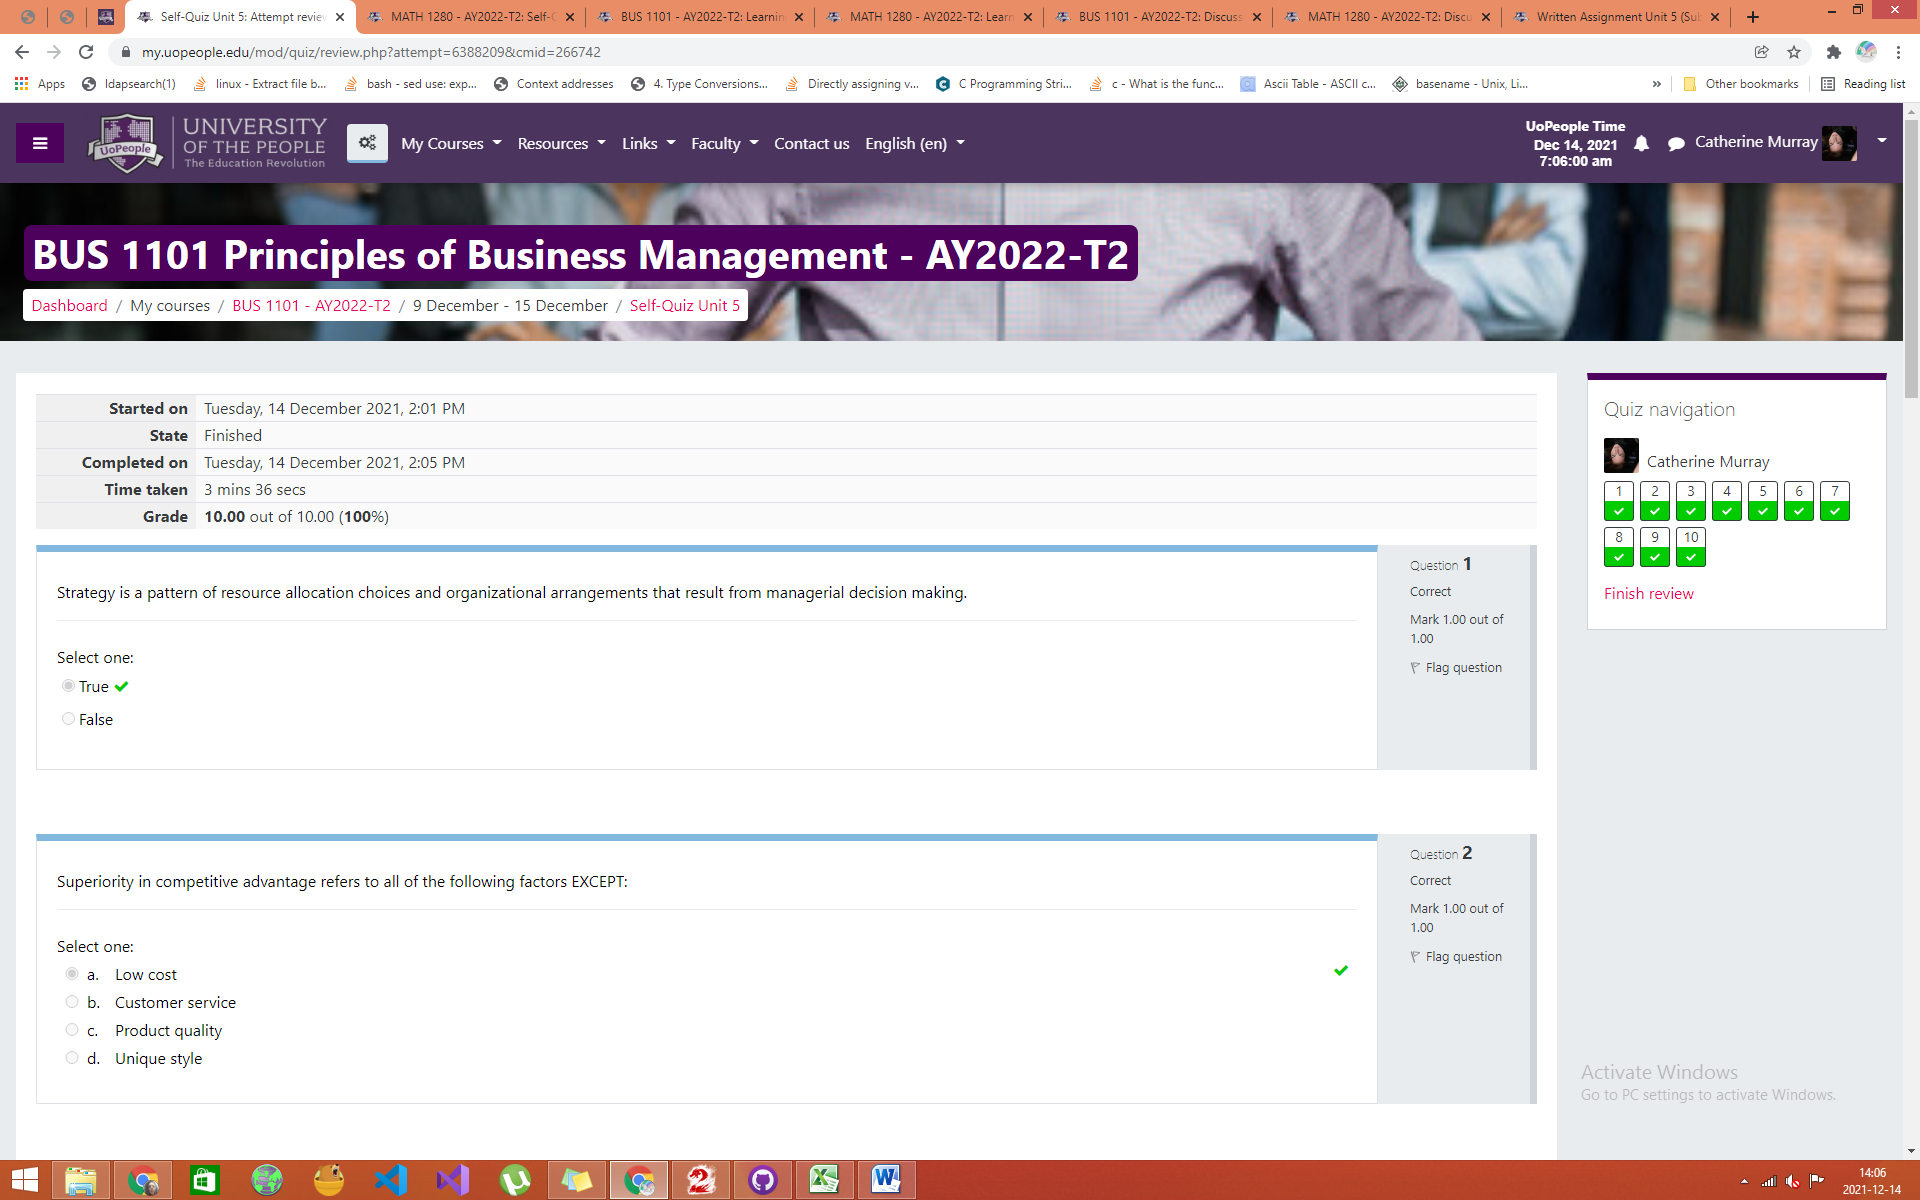 Self-Quiz Unit 5: Attempt review
MATH 1280 - AY2022-T2: Self-Q
BUS 1101 - AY2022-T2: Learnin
MATH 1280 - AY2022-T2: Learn
BUS 1101 - AY2022-T2: Discuss
MATH 1280 - AY2022-T2: Discu
Written Assignment Unit 5 (Sub
my.uopeople.edu/mod/quiz/review.php?attempt=6388209&cmid=266742
Apps
ldapsearch(1)
linux - Extract file b...
bash - sed use: exp...
Context addresses
4. Type Conversions...
Directly assigning v...
C Programming Stri...
c - What is the func...
Ascii Table - ASCII c...
basename - Unix, Li...
»
Other bookmarks
Reading list
UoPeople
UNIVERSITY
OF THE PEOPLE
The Education Revolution
My Courses
Resources
Links
Faculty
Contact us
English (en)
UoPeople Time
Dec 14, 2021
7:06:00 am
Catherine Murray
BUS 1101 Principles of Business Management - AY2022-T2
Dashboard / My courses / BUS 1101 - AY2022-T2 / 9 December - 15 December / Self-Quiz Unit 5
Started on Tuesday, 14 December 2021, 2:01 PM
State Finished
Completed on Tuesday, 14 December 2021, 2:05 PM
Time taken 3 mins 36 secs
Grade 10.00 out of 10.00 (100%)
Quiz navigation
Catherine Murray
1 2 3 4 5 6 7
8 9 10
Finish review
Question 1
Correct
Mark 1.00 out of
1.00
Flag question
Strategy is a pattern of resource allocation choices and organizational arrangements that result from managerial decision making.
Select one:
True
False
Question 2
Correct
Mark 1.00 out of
1.00
Flag question
Superiority in competitive advantage refers to all of the following factors EXCEPT:
Select one:
a. Low cost
b. Customer service
c. Product quality
d. Unique style
Activate Windows
Go to PC settings to activate Windows.
14:06
2021-12-14